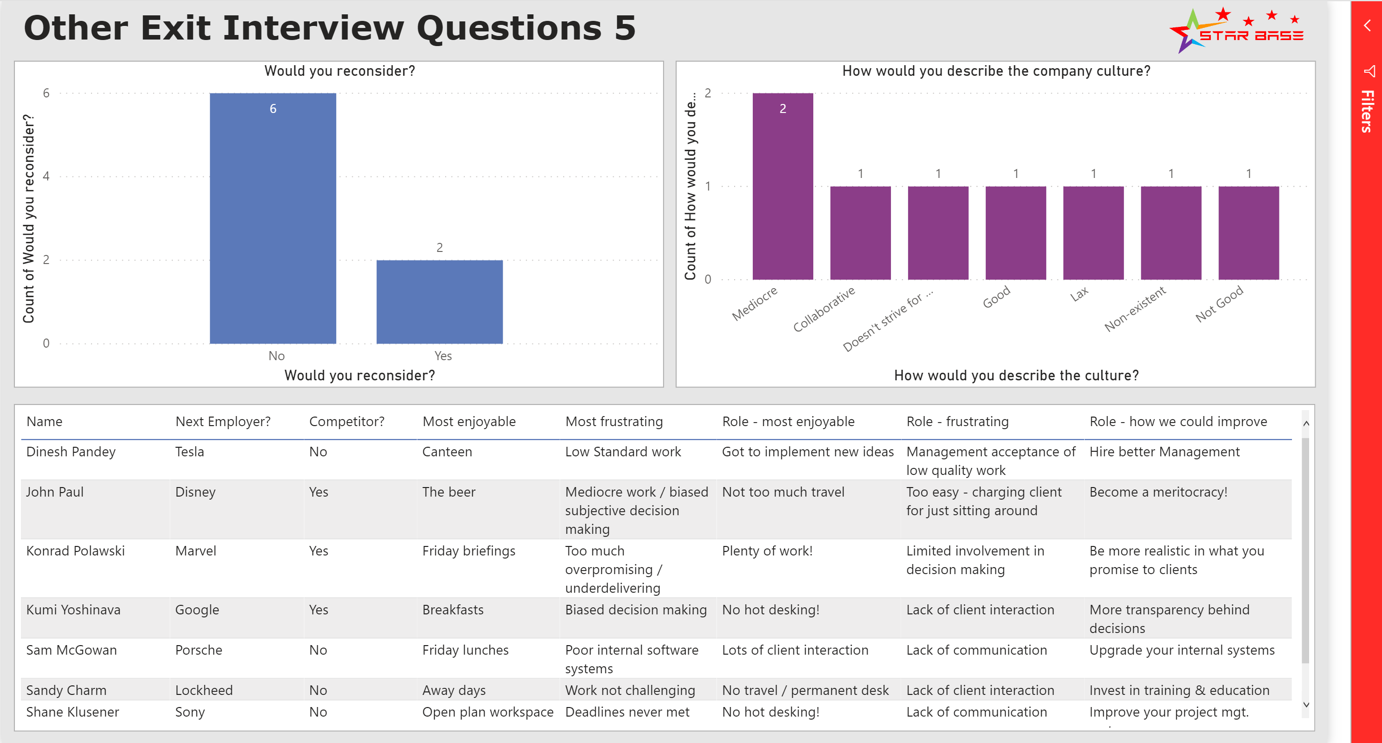 Other Exit Interview Questions 5
STAR BASE
Filters
Would you reconsider?
Count of Would you reconsider?
6
4
2
0
6
2
No
Yes
Would you reconsider?
How would you describe the company culture?
Count of How would you de...
2
1
0
2
1
1
1
1
1
1
Mediocre
Collaborative
Doesn't strive for ...
Good
Lax
Non-existent
Not Good
How would you describe the culture?
Name Next Employer? Competitor? Most enjoyable Most frustrating Role - most enjoyable Role - frustrating Role - how we could improve
Dinesh Pandey Tesla No Canteen Low Standard work Got to implement new ideas Management acceptance of Hire better Management
low quality work
John Paul Disney Yes The beer Mediocre work / biased Not too much travel Too easy - charging client Become a meritocracy!
subjective decision for just sitting around
making
Konrad Polawski Marvel Yes Friday briefings Too much Plenty of work! Limited involvement in Be more realistic in what you
overpromising / decision making promise to clients
underdelivering
Kumi Yoshinava Google Yes Breakfasts Biased decision making No hot desking! Lack of client interaction More transparency behind
decisions
Sam McGowan Porsche No Friday lunches Poor internal software Lots of client interaction Lack of communication Upgrade your internal systems
systems
Sandy Charm Lockheed No Away days Work not challenging No travel / permanent desk Lack of client interaction Invest in training & education
Shane Klusener Sony No Open plan workspace Deadlines never met No hot desking! Lack of communication Improve your project mgt.